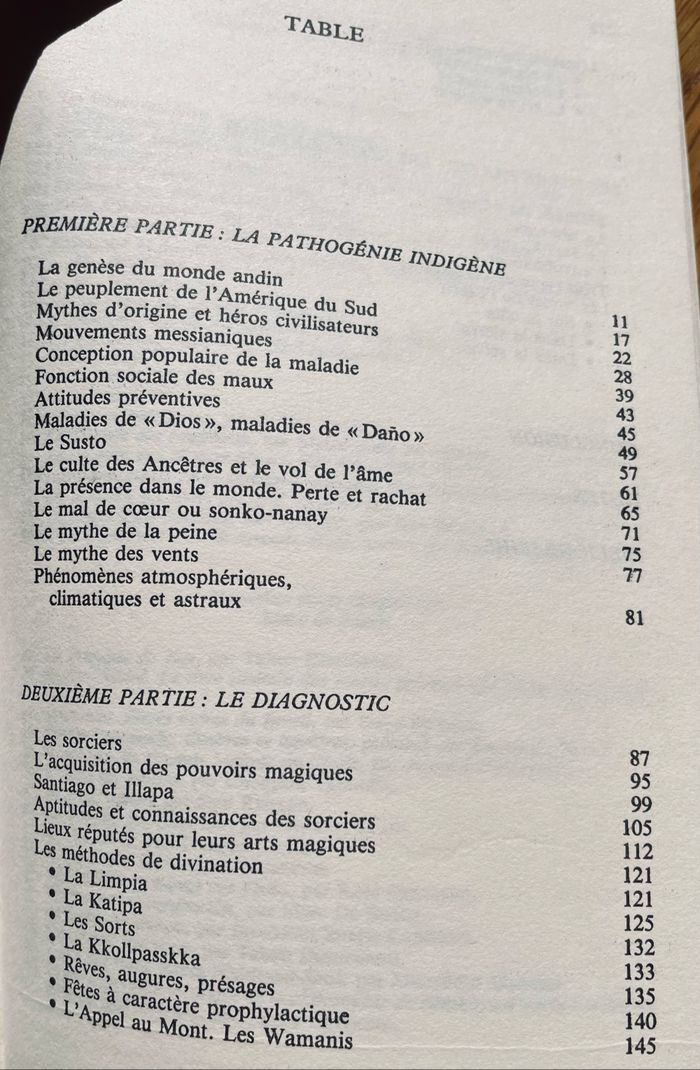 TABLE
PREMIÈRE PARTIE : LA PATHOGÉNIE INDIGÈNE
La genèse du monde andin 11
Le peuplement de l'Amérique du Sud 17
Mythes d'origine et héros civilisateurs 22
Mouvements messianiques 28
Conception populaire de la maladie 39
Fonction sociale des maux 43
Attitudes préventives 45
Maladies de « Dios », maladies de « Daño » 49
Le Susto 57
Le culte des Ancêtres et le vol de l'âme 61
La présence dans le monde. Perte et rachat 65
Le mal de cœur ou sonko-nanay 71
Le mythe de la peine 75
Le mythe des vents 77
Phénomènes atmosphériques,
climatiques et astraux 81
DEUXIÈME PARTIE : LE DIAGNOSTIC
Les sorciers 87
L'acquisition des pouvoirs magiques 95
Santiago et Illapa 99
Aptitudes et connaissances des sorciers 105
Lieux réputés pour leurs arts magiques 112
Les méthodes de divination 121
• La Limpia 121
• La Katipa 125
• Les Sorts 132
• La Kkollpasskka 133
• Rêves, augures, présages 135
• Fêtes à caractère prophylactique 140
• L'Appel au Mont. Les Wamanis 145